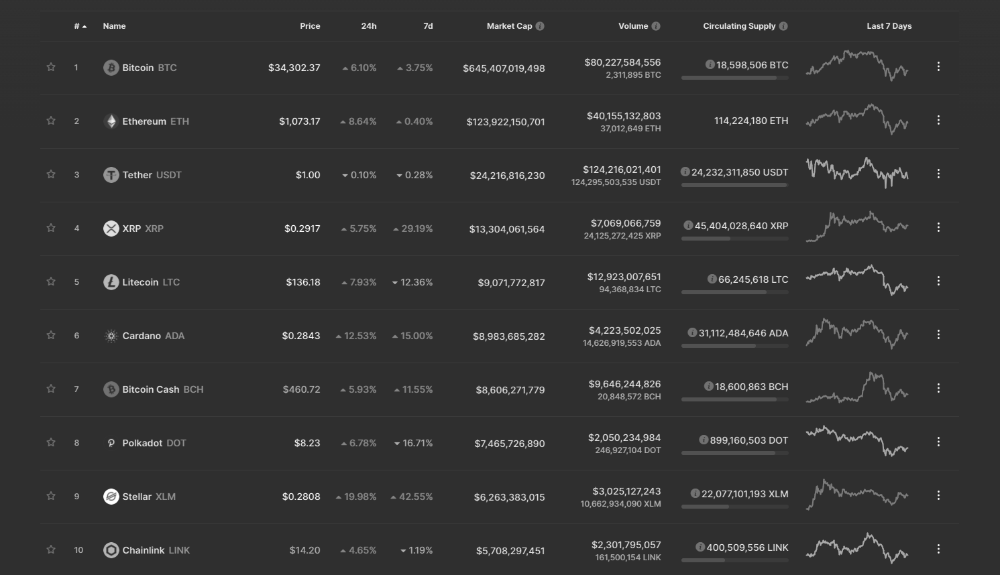 # Name Price 24h 7d Market Cap Volume Circulating Supply Last 7 Days
1 Bitcoin BTC $34,302.37 6.10% 3.75% $645,407,019,498 $80,227,584,556 18,598,506 BTC
2,311,895 BTC
2 Ethereum ETH $1,073.17 8.64% 0.40% $123,922,150,701 $40,155,132,803 114,224,180 ETH
37,012,649 ETH
3 Tether USDT $1.00 0.10% 0.28% $24,216,816,230 $124,216,021,401 24,232,311,850 USDT
124,295,503,535 USDT
4 XRP XRP $0.2917 5.75% 29.19% $13,304,061,564 $7,069,066,759 45,404,028,640 XRP
24,125,272,425 XRP
5 Litecoin LTC $136.18 7.93% 12.36% $9,071,772,817 $12,923,007,651 66,245,618 LTC
94,368,834 LTC
6 Cardano ADA $0.2843 12.53% 15.00% $8,983,685,282 $4,223,502,025 31,112,484,646 ADA
14,626,919,553 ADA
7 Bitcoin Cash BCH $460.72 5.93% 11.55% $8,606,271,779 $9,646,244,826 18,600,863 BCH
20,848,572 BCH
8 Polkadot DOT $8.23 6.78% 16.71% $7,465,726,890 $2,050,234,984 899,160,503 DOT
246,927,104 DOT
9 Stellar XLM $0.2808 19.98% 42.55% $6,263,383,015 $3,025,127,243 22,077,101,193 XLM
10,662,934,090 XLM
10 Chainlink LINK $14.20 4.65% 1.19% $5,708,297,451 $2,301,795,057 400,509,556 LINK
161,500,154 LINK